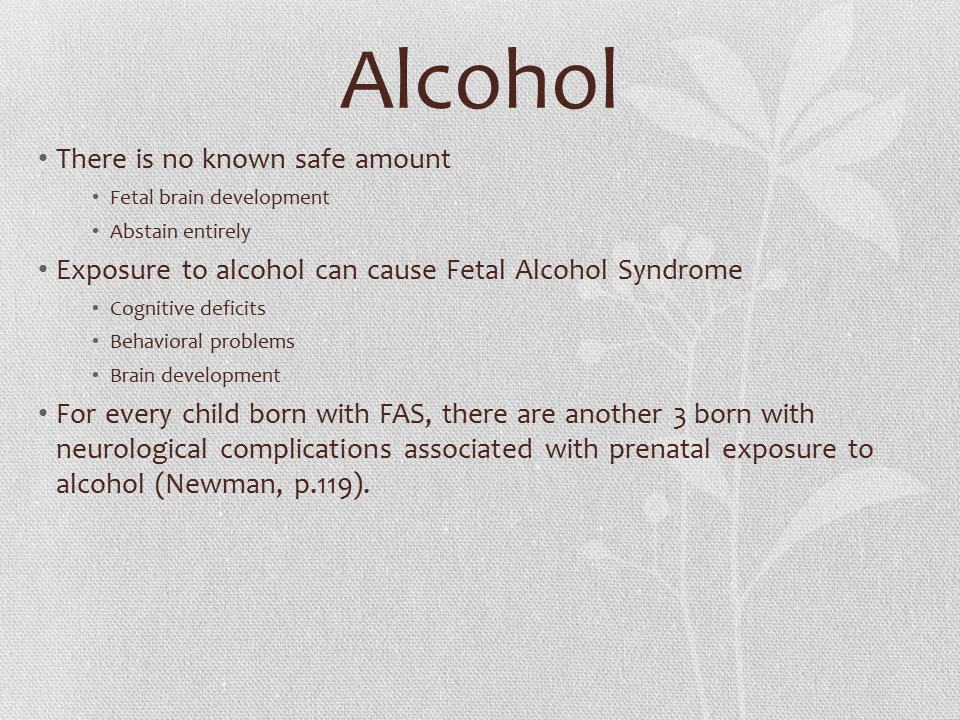 Alcohol
• There is no known safe amount
• Fetal brain development
• Abstain entirely
• Exposure to alcohol can cause Fetal Alcohol Syndrome
• Cognitive deficits
• Behavioral problems
• Brain development
• For every child born with FAS, there are another 3 born with
neurological complications associated with prenatal exposure to
alcohol (Newman, p.119).